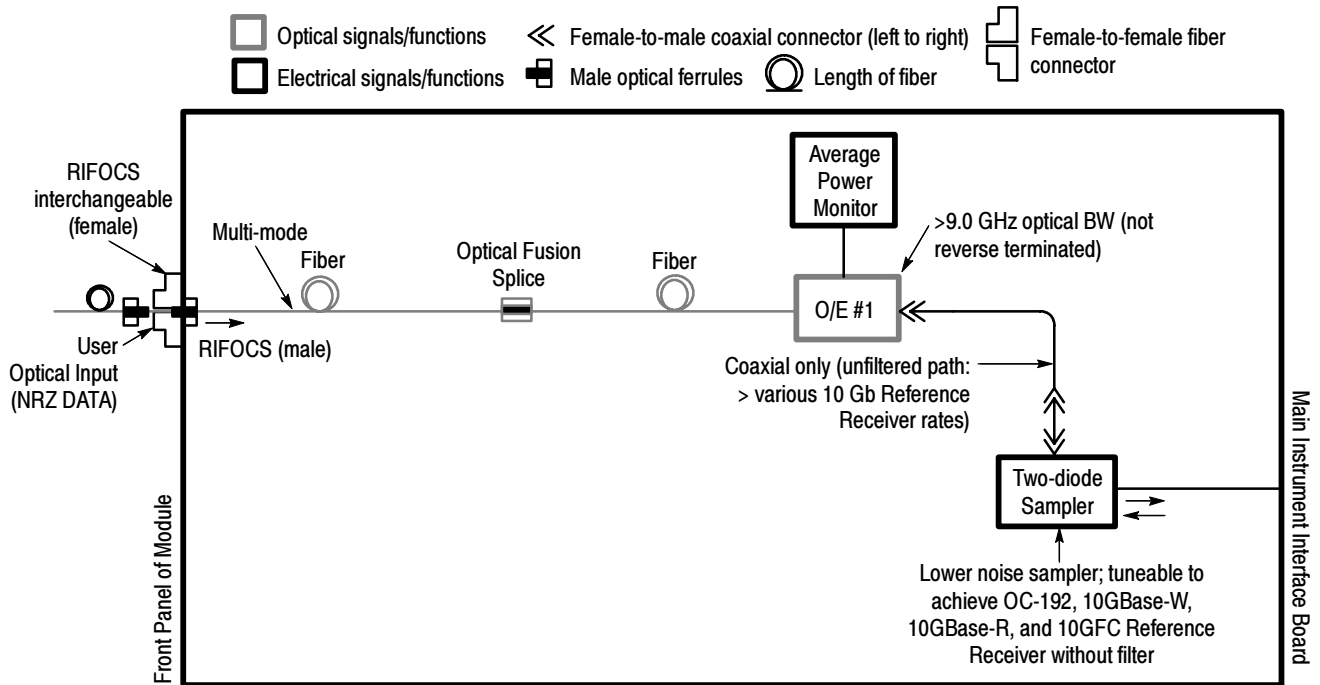 Optical signals/functions
Electrical signals/functions
Female-to-male coaxial connector (left to right)
Male optical ferrules
Length of fiber
Female-to-female fiber
connector
RIFOCS
interchangeable
(female)
Multi-mode
Fiber
Optical Fusion
Splice
Fiber
Average
Power
Monitor
>9.0 GHz optical BW (not
reverse terminated)
O/E #1
User
Optical Input
(NRZ DATA)
RIFOCS (male)
Coaxial only (unfiltered path:
> various 10 Gb Reference
Receiver rates)
Two-diode
Sampler
Lower noise sampler; tuneable to
achieve OC-192, 10GBase-W,
10GBase-R, and 10GFC Reference
Receiver without filter
Front Panel of Module
Main Instrument Interface Board